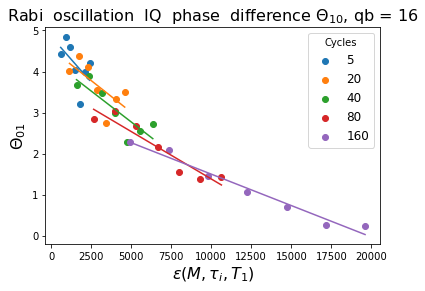 Rabi oscillation IQ phase difference Θ₁₀, qb = 16
Cycles
5
20
40
80
160
5
4
3
2
1
0
Θ₀₁
0 2500 5000 7500 10000 12500 15000 17500 20000
ε(M, τᵢ, T₁)